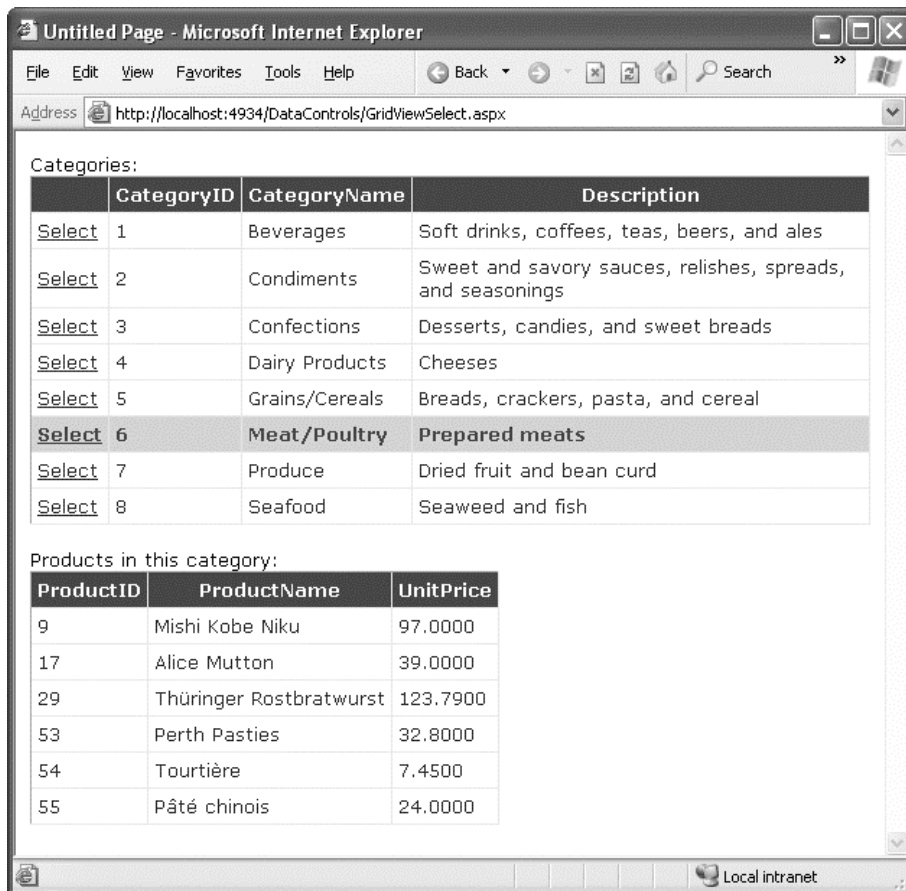 Untitled Page - Microsoft Internet Explorer
File Edit View Favorites Tools Help Back Search »
Address http://localhost:4934/DataControls/GridViewSelect.aspx
Categories:
CategoryID CategoryName Description
Select 1 Beverages Soft drinks, coffees, teas, beers, and ales
Select 2 Condiments Sweet and savory sauces, relishes, spreads,
and seasonings
Select 3 Confections Desserts, candies, and sweet breads
Select 4 Dairy Products Cheeses
Select 5 Grains/Cereals Breads, crackers, pasta, and cereal
Select 6 Meat/Poultry Prepared meats
Select 7 Produce Dried fruit and bean curd
Select 8 Seafood Seaweed and fish
Products in this category:
ProductID ProductName UnitPrice
9 Mishi Kobe Niku 97.0000
17 Alice Mutton 39.0000
29 Thüringer Rostbratwurst 123.7900
53 Perth Pasties 32.8000
54 Tourtière 7.4500
55 Pâté chinois 24.0000
Local intranet